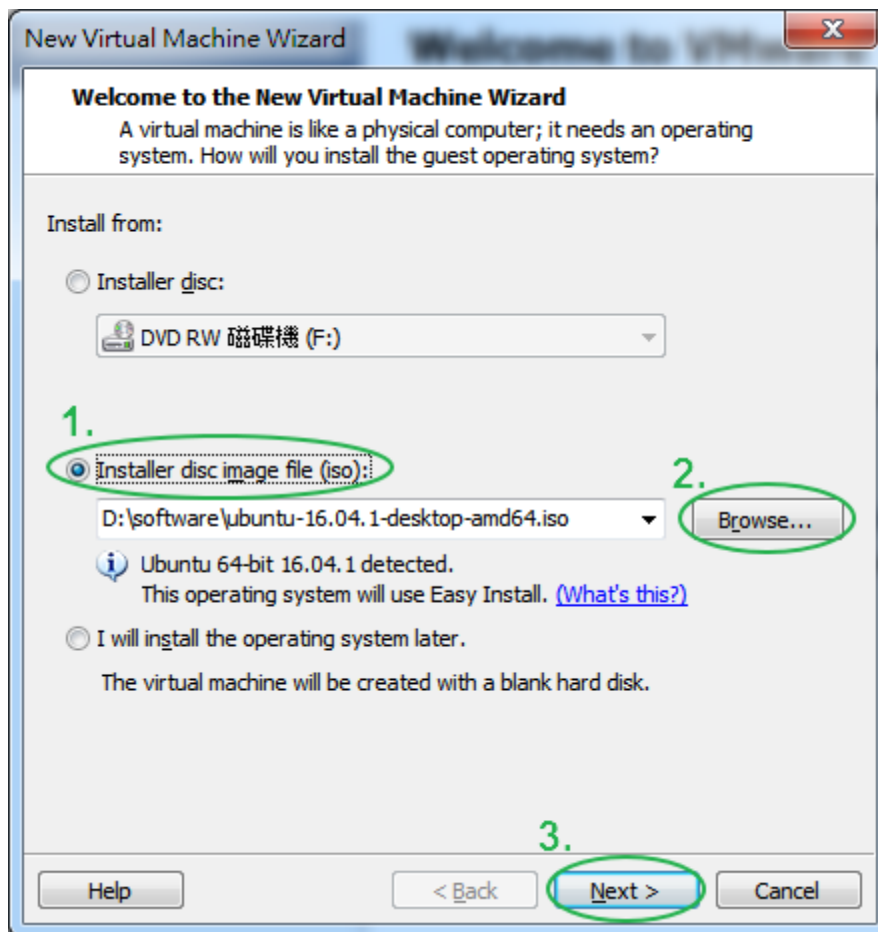 New Virtual Machine Wizard
Welcome to VMware
Welcome to the New Virtual Machine Wizard
A virtual machine is like a physical computer; it needs an operating
system. How will you install the guest operating system?
Install from:
Installer disc:
DVD RW 磁碟機 (F:)
1.
Installer disc image file (iso):
2.
D:\software\ubuntu-16.04.1-desktop-amd64.iso
Browse...
Ubuntu 64-bit 16.04.1 detected.
This operating system will use Easy Install. (What's this?)
I will install the operating system later.
The virtual machine will be created with a blank hard disk.
3.
Help
< Back
Next >
Cancel